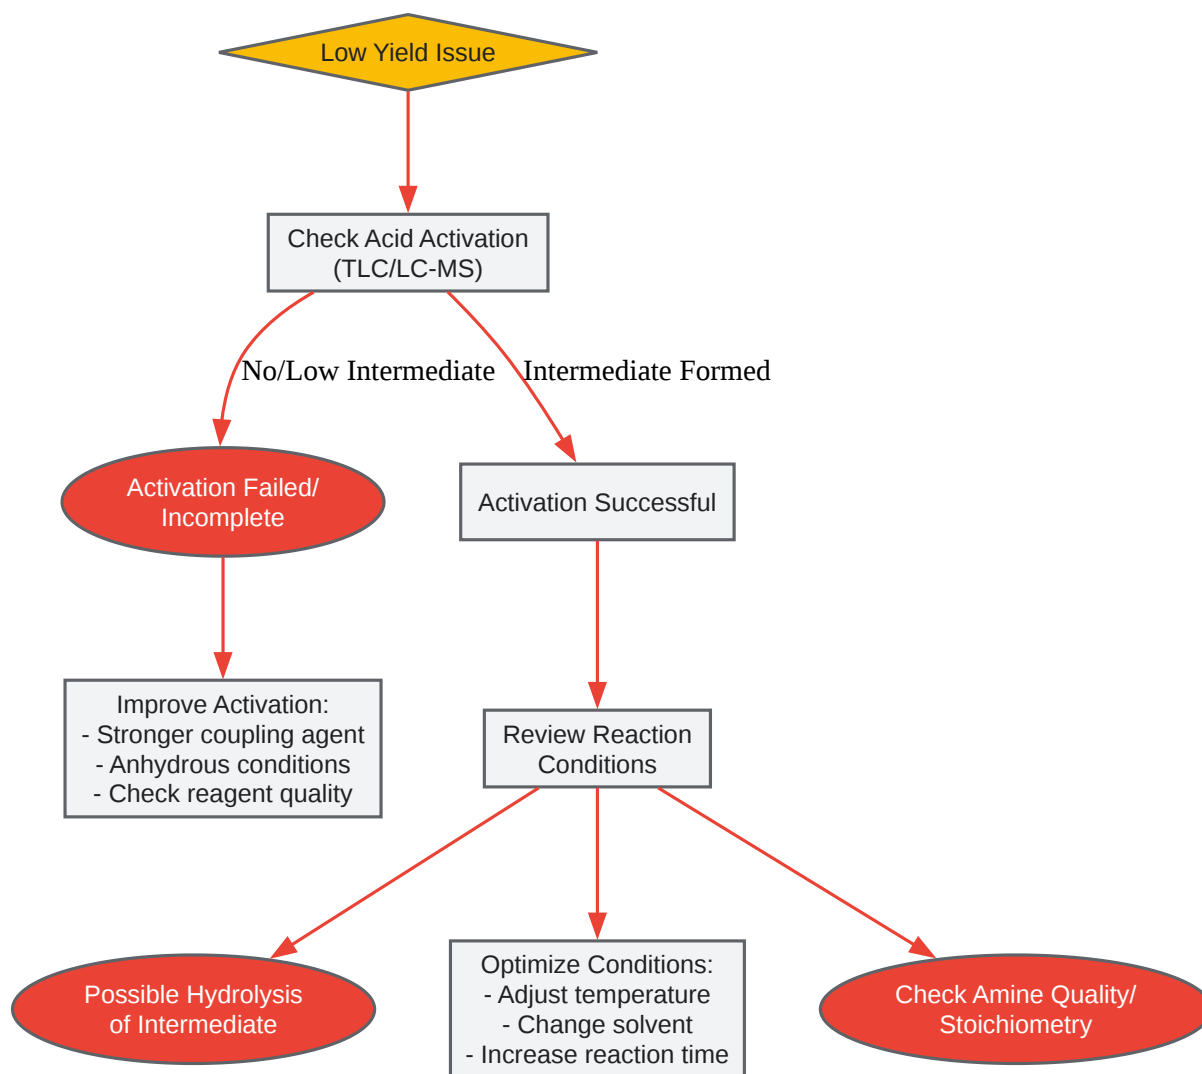 Low Yield Issue
Check Acid Activation
(TLC/LC-MS)
No/Low Intermediate
Intermediate Formed
Activation Failed/
Incomplete
Activation Successful
Improve Activation:
- Stronger coupling agent
- Anhydrous conditions
- Check reagent quality
Review Reaction
Conditions
Possible Hydrolysis
of Intermediate
Optimize Conditions:
- Adjust temperature
- Change solvent
- Increase reaction time
Check Amine Quality/
Stoichiometry